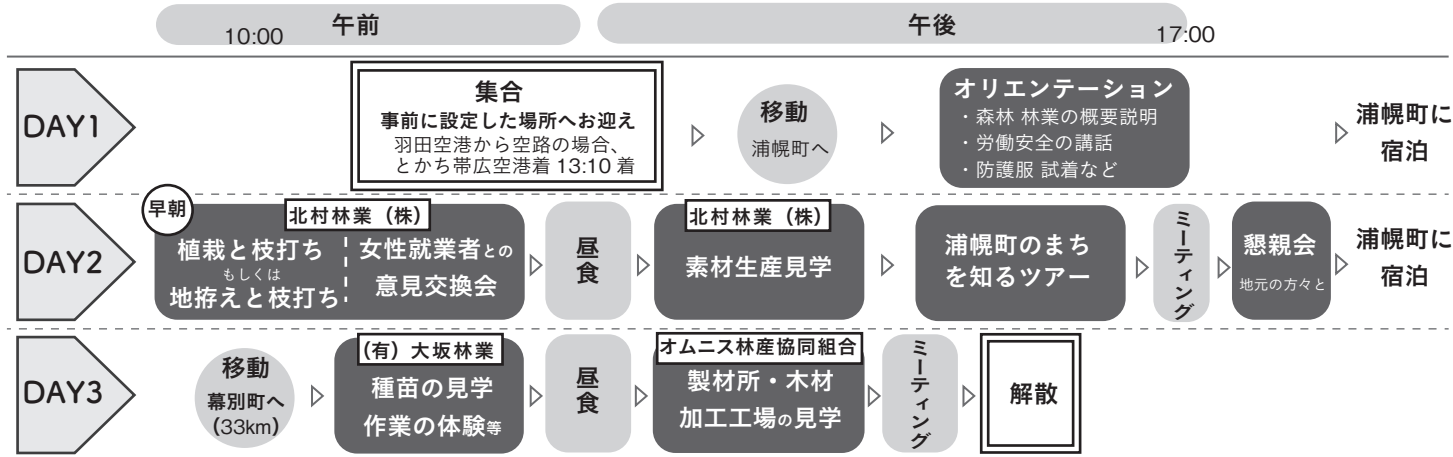 午前
午後
10:00
17:00
DAY1
集合
事前に設定した場所へお迎え
羽田空港から空路の場合、
とかち帯広空港着 13:10 着
移動
浦幌町へ
オリエンテーション
・森林 林業の概要説明
・労働安全の講話
・防護服 試着など
浦幌町に
宿泊
DAY2
早朝
北村林業（株）
植栽と枝打ち
もしくは
地拵えと枝打ち
女性就業者との
意見交換会
昼食
北村林業（株）
素材生産見学
浦幌町のまち
を知るツアー
ミーティング
懇親会
地元の方々と
浦幌町に
宿泊
DAY3
移動
幕別町へ
(33km)
(有) 大坂林業
種苗の見学
作業の体験等
昼食
オムニス林産協同組合
製材所・木材
加工工場の見学
ミーティング
解散